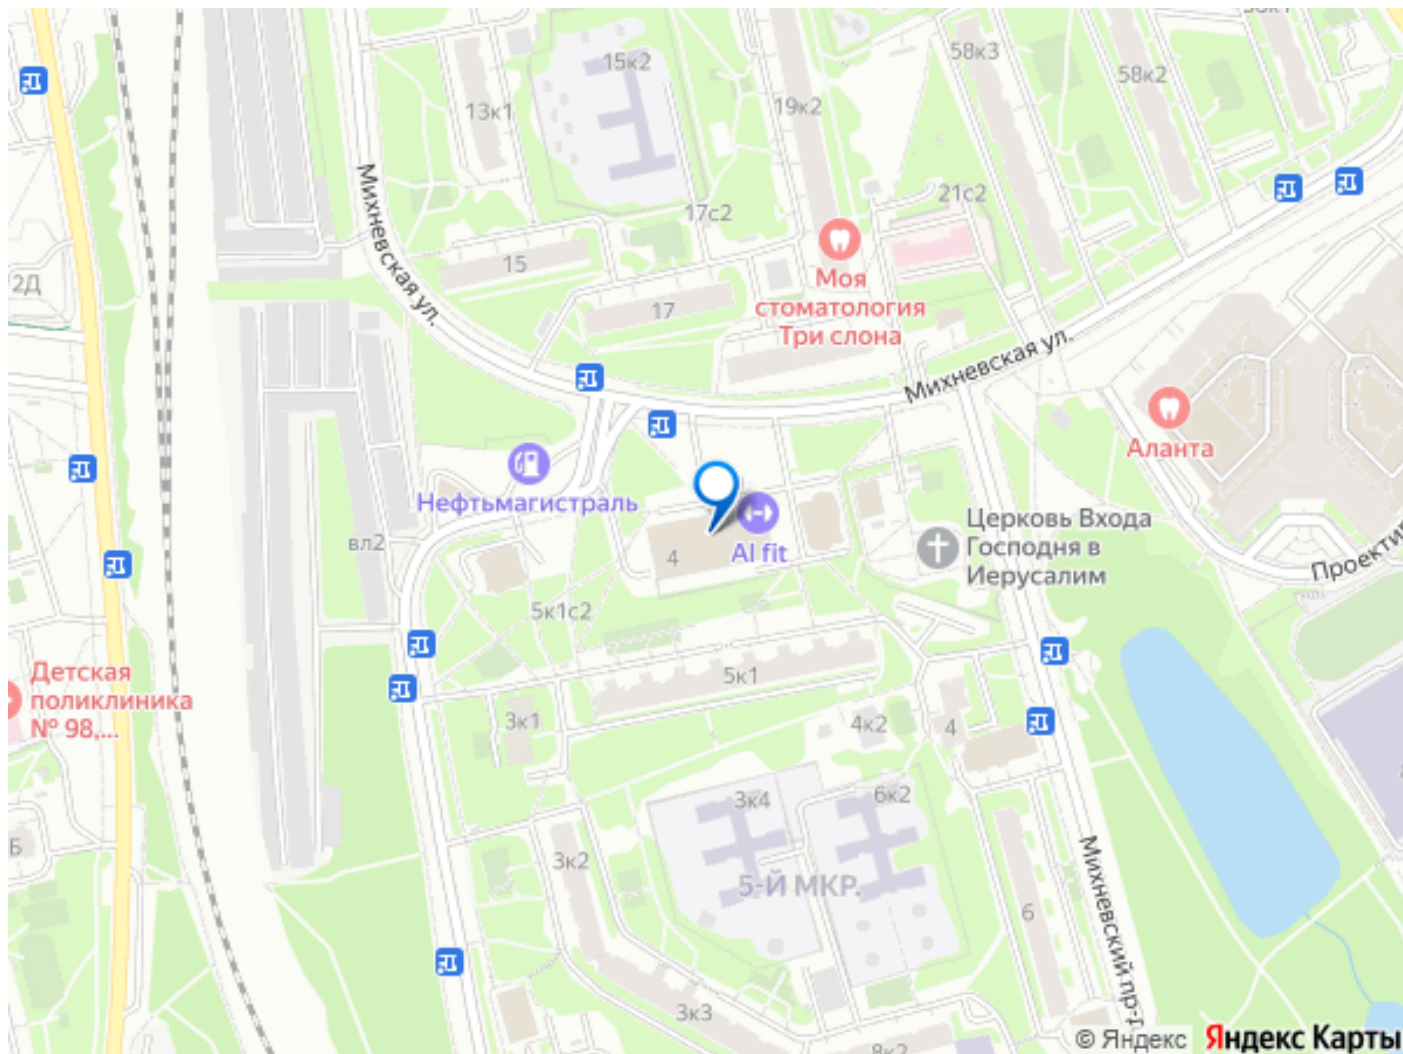 58к3
15к2
58к2
13к1
19к2
Михневская ул.
21с2
17с2
15
2Д
Моя
стоматология
Три слона
17
Михневская ул.
Аланта
Нефтьмагистраль
вл2
4
Al fit
Церковь Входа
Господня в
Иерусалим
5к1с2
Детская
поликлиника
№ 98,...
5к1
3к1
4к2
4
3к4
6к2
Б
3к2
5-Й МКР.
6
Михневский пр-д
3к3
8к2
© Яндекс Яндекс Карты